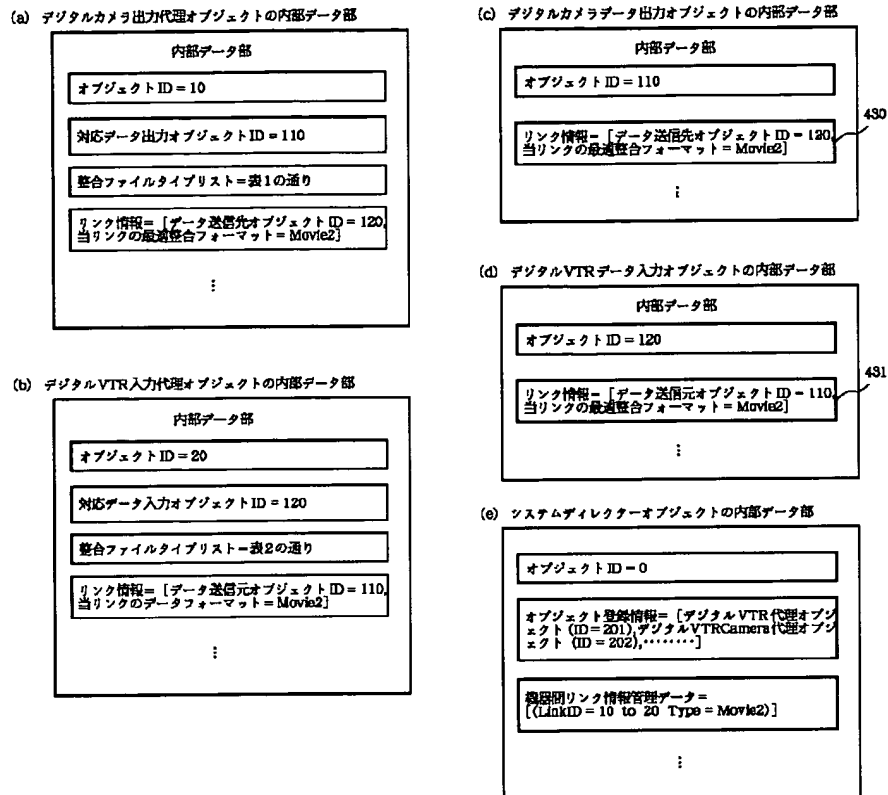 (a) デジタルカメラ出力代理オブジェクトの内部データ部
内部データ部
オブジェクトID=10
対応データ出力オブジェクトID=110
整合ファイルタイプリスト=表1の通り
リンク情報=[データ送信先オブジェクトID=120,
当リンクの最適整合フォーマット=Movie2]
⋮
(b) デジタルVTR入力代理オブジェクトの内部データ部
内部データ部
オブジェクトID=20
対応データ入力オブジェクトID=120
整合ファイルタイプリスト=表2の通り
リンク情報=[データ送信元オブジェクトID=110,
当リンクのデータフォーマット=Movie2]
⋮
(c) デジタルカメラデータ出力オブジェクトの内部データ部
内部データ部
オブジェクトID=110
430
リンク情報=[データ送信先オブジェクトID=120,
当リンクの最適整合フォーマット=Movie2]
⋮
(d) デジタルVTRデータ入力オブジェクトの内部データ部
内部データ部
オブジェクトID=120
431
リンク情報=[データ送信元オブジェクトID=110,
当リンクの最適整合フォーマット=Movie2]
⋮
(e) システムディレクターオブジェクトの内部データ部
オブジェクトID=0
オブジェクト登録情報=[デジタルVTR代理オブジ
ェクト(ID=201),デジタルVTRCamera代理オブジ
ェクト(ID=202),········]
機器間リンク情報管理データ=
[(LinkID=10 to 20 Type=Movie2)]
⋮